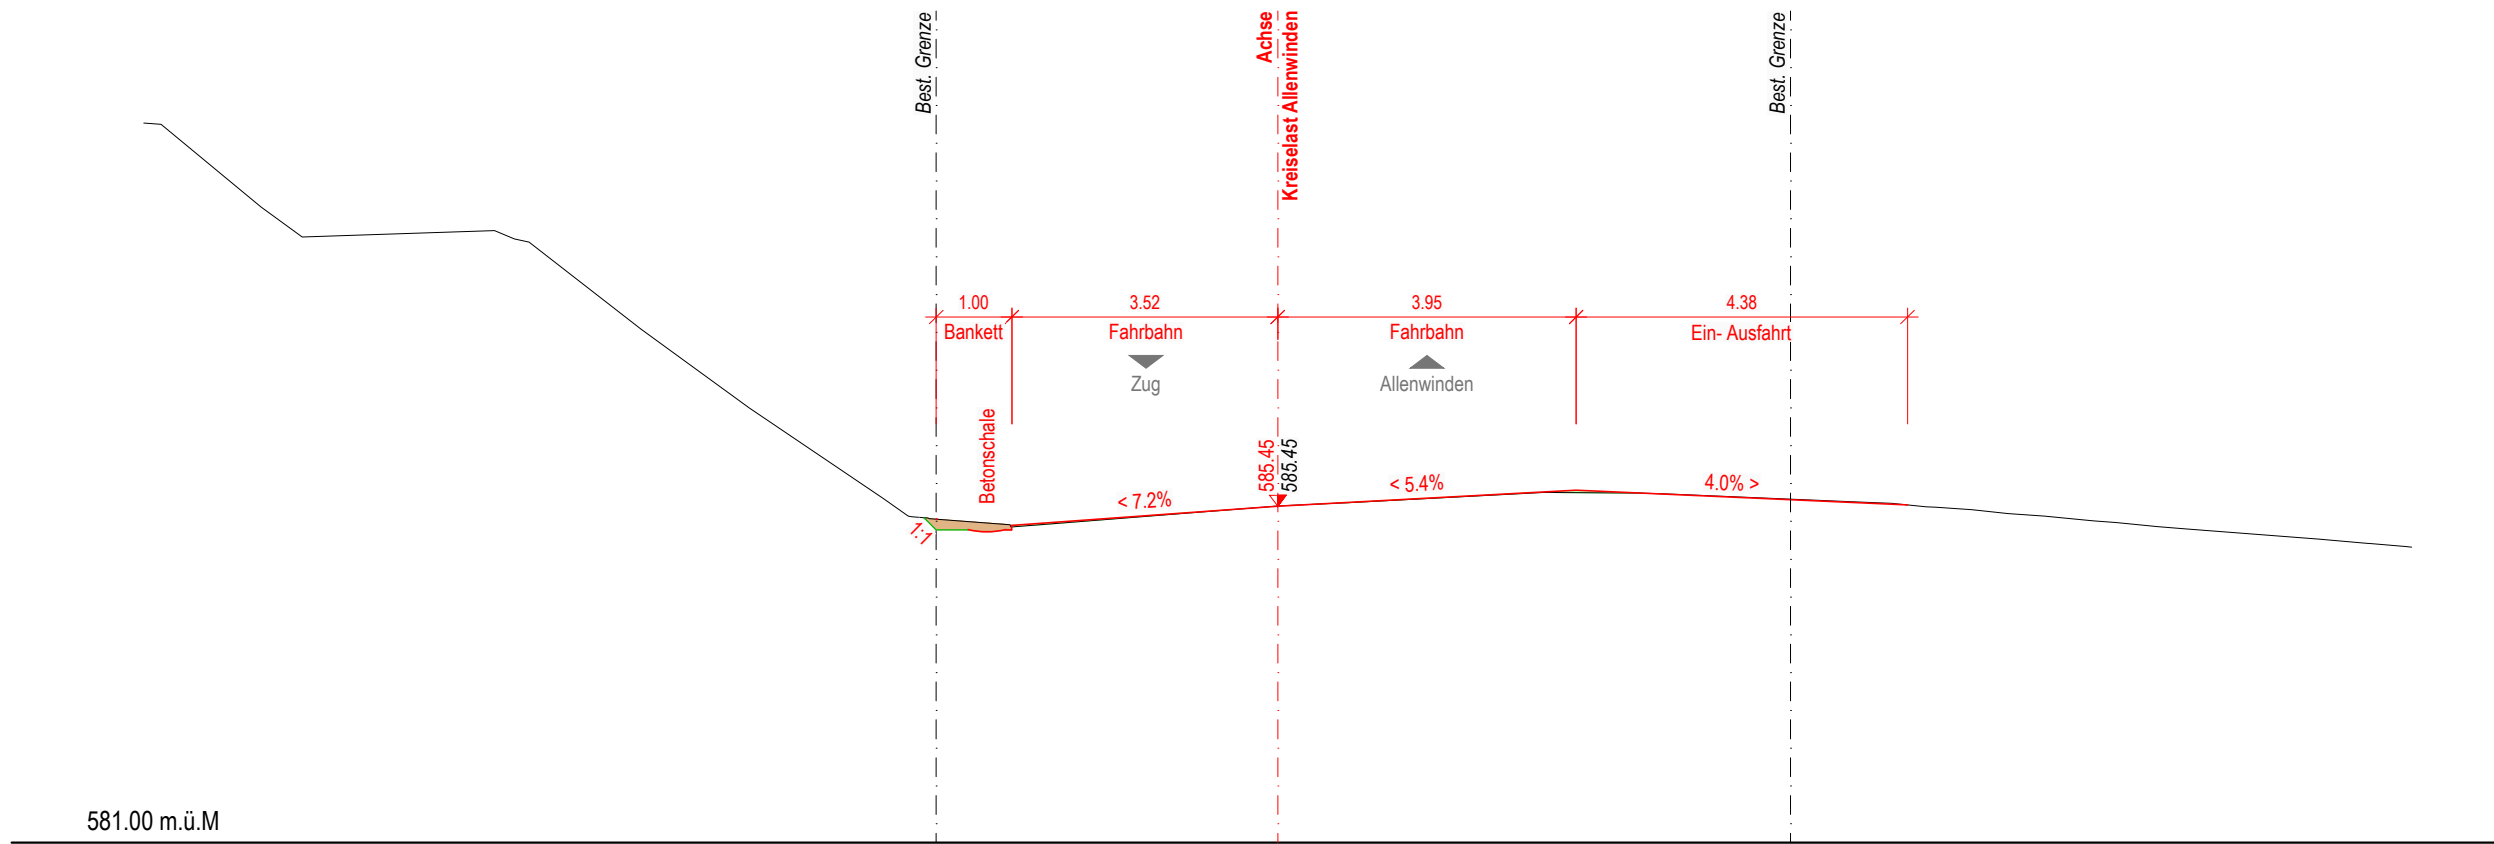 Best. Grenze
Achse
Kreiselast Allenwinden
Best. Grenze
1.00
3.52
3.95
4.38
Bankett
Fahrbahn
Fahrbahn
Ein- Ausfahrt
Zug
Allenwinden
Betonschale
585.45
585.45
< 7.2%
< 5.4%
4.0% >
1:1
581.00 m.ü.M